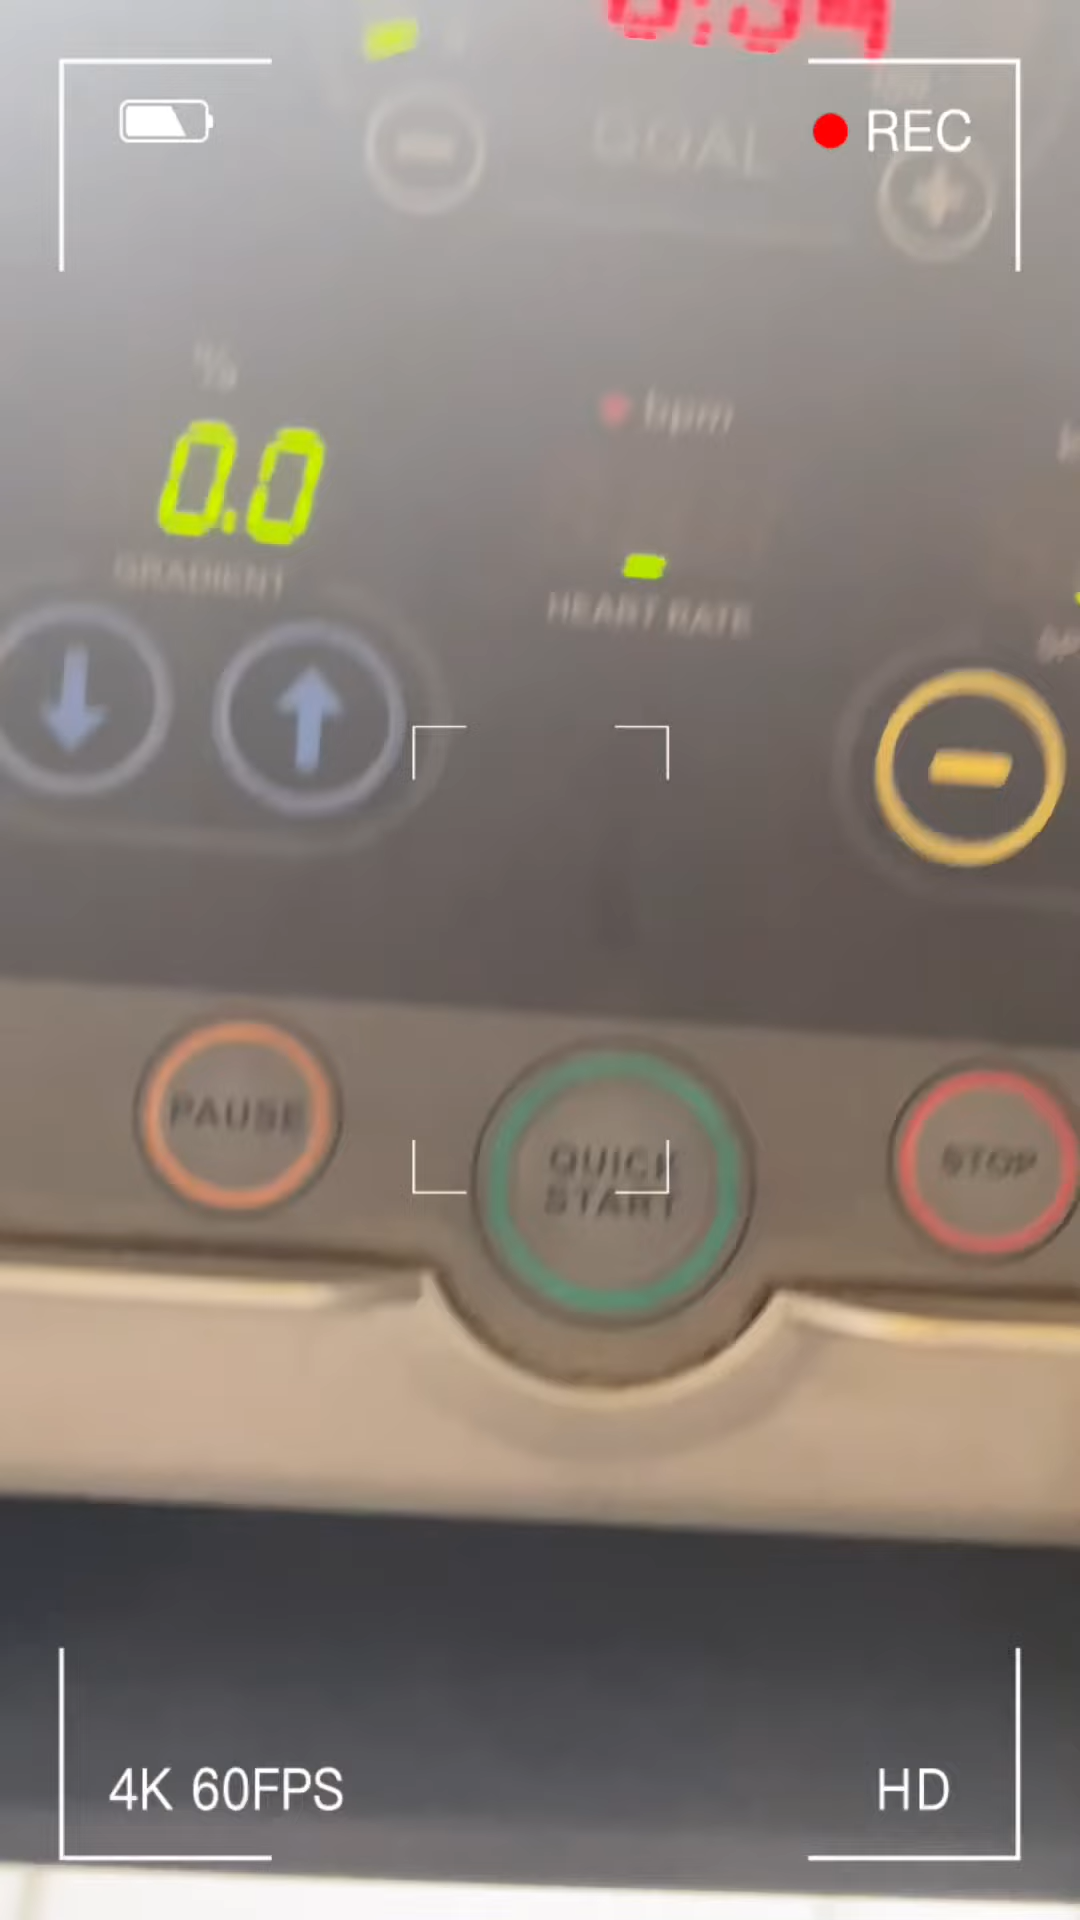 REC
GOAL
%
0.0
bpm
GRADIENT
HEART RATE
PAUSE
QUICK
START
STOP
4K 60FPS
HD